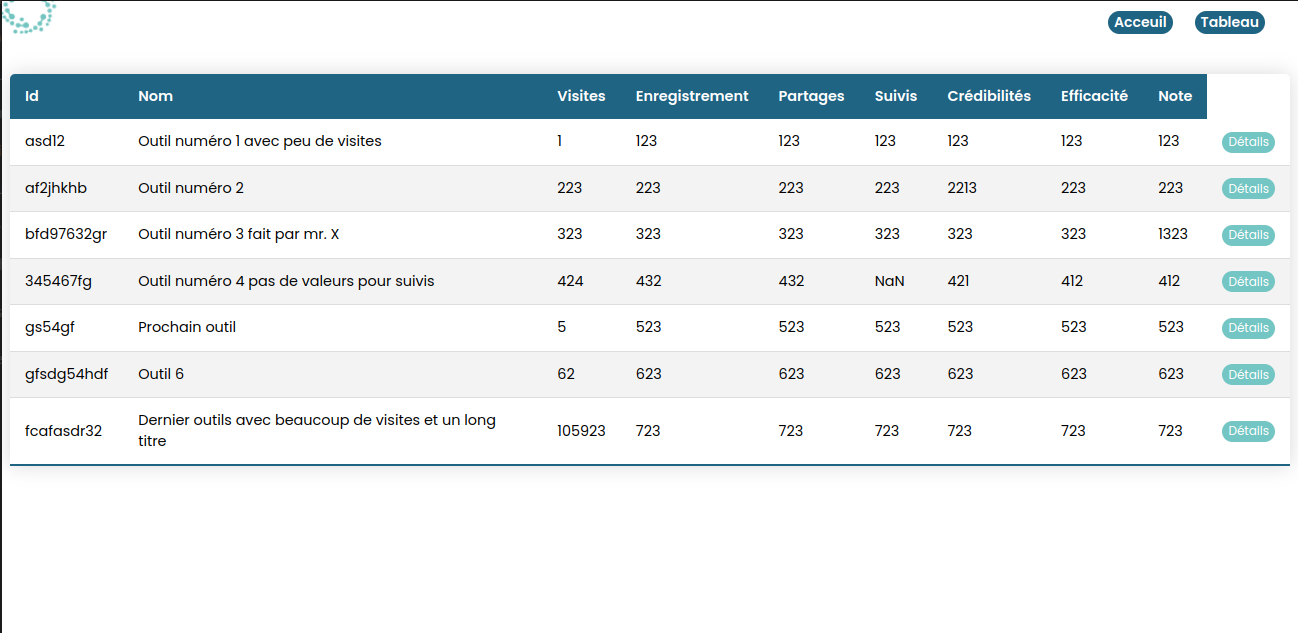 Acceuil Tableau
Id Nom Visites Enregistrement Partages Suivis Crédibilités Efficacité Note
asd12 Outil numéro 1 avec peu de visites 1 123 123 123 123 123 123 Détails
af2jhkhb Outil numéro 2 223 223 223 223 2213 223 223 Détails
bfd97632gr Outil numéro 3 fait par mr. X 323 323 323 323 323 323 1323 Détails
345467fg Outil numéro 4 pas de valeurs pour suivis 424 432 432 NaN 421 412 412 Détails
gs54gf Prochain outil 5 523 523 523 523 523 523 Détails
gfsdg54hdf Outil 6 62 623 623 623 623 623 623 Détails
fcafasdr32 Dernier outils avec beaucoup de visites et un long
titre 105923 723 723 723 723 723 723 Détails